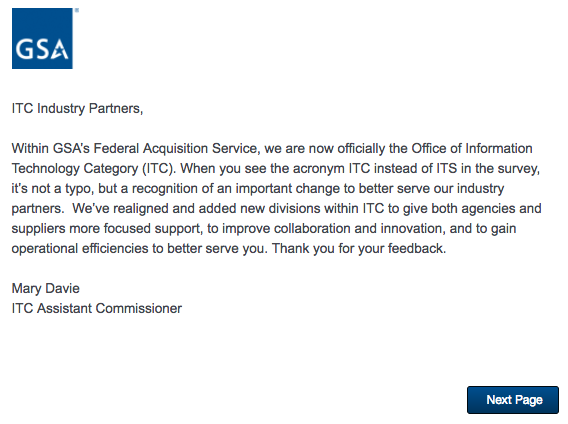 GSA
ITC Industry Partners,
Within GSA's Federal Acquisition Service, we are now officially the Office of Information
Technology Category (ITC). When you see the acronym ITC instead of ITS in the survey,
it's not a typo, but a recognition of an important change to better serve our industry
partners.  We've realigned and added new divisions within ITC to give both agencies and
suppliers more focused support, to improve collaboration and innovation, and to gain
operational efficiencies to better serve you. Thank you for your feedback.
Mary Davie
ITC Assistant Commissioner
Next Page